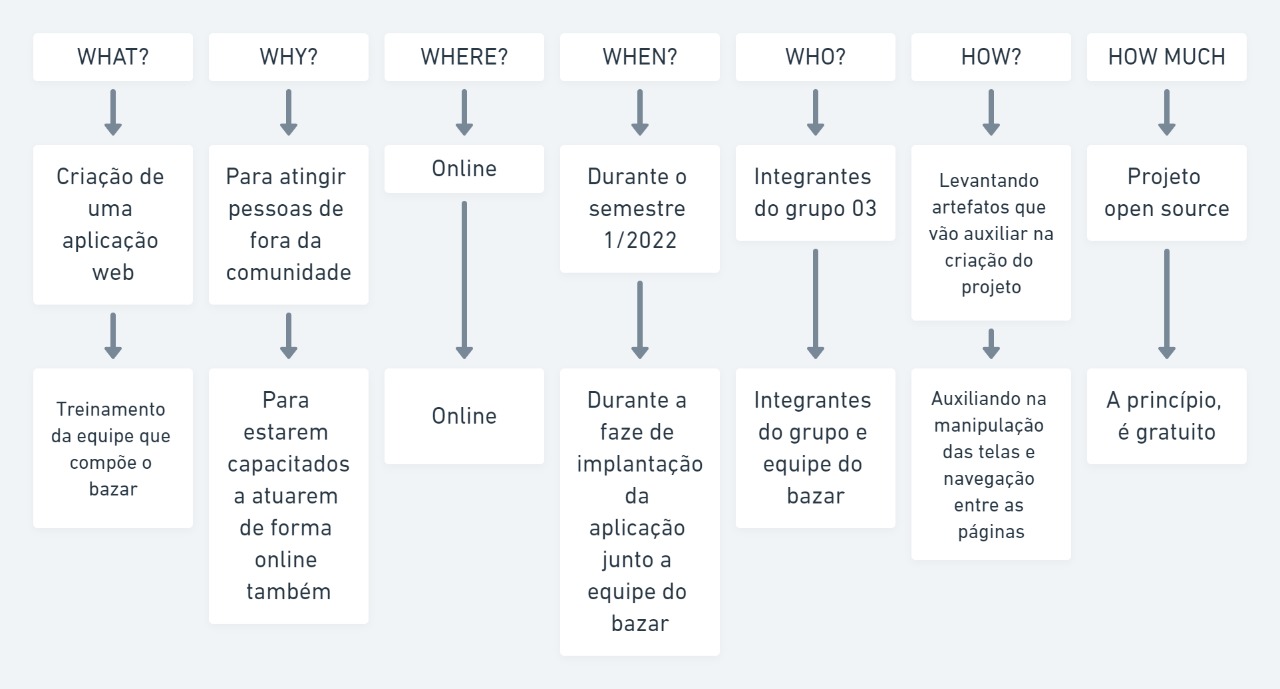 WHAT?
WHY?
WHERE?
WHEN?
WHO?
HOW?
HOW MUCH
Criação de
uma
aplicação
web
Para atingir
pessoas de
fora da
comunidade
Online
Durante o
semestre
1/2022
Integrantes
do grupo 03
Levantando
artefatos que
vão auxiliar na
criação do
projeto
Projeto
open source
Treinamento
da equipe que
compõe o
bazar
Para
estarem
capacitados
a atuarem
de forma
online
também
Online
Durante a
faze de
implantação
da
aplicação
junto a
equipe do
bazar
Integrantes
do grupo e
equipe do
bazar
Auxiliando na
manipulação
das telas e
navegação
entre as
páginas
A princípio,
é gratuito